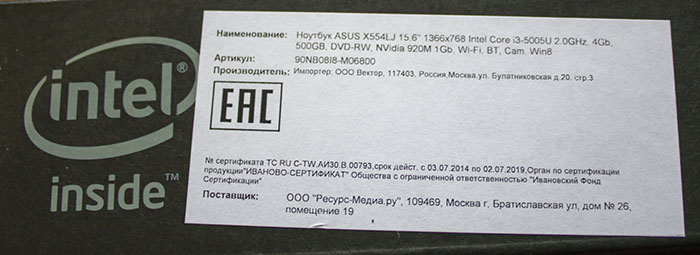 intel
inside™
Наименование: Ноутбук ASUS X554LJ 15.6" 1366x768 Intel Core i3-5005U 2.0GHz, 4Gb,
500GB, DVD-RW, NVidia 920M 1Gb, Wi-Fi, BT, Cam, Win8
Артикул: 90NB08I8-M06800
Производитель: Импортер: ООО Вектор, 117403, Россия,Москва,ул. Булатниковская д.20, стр.3
EAC
№ сертификата ТС RU C-TW.АИ30.В.00793,срок действ. с 03.07.2014 по 02.07.2019,Орган по сертификации
продукции"ИВАНОВО-СЕРТИФИКАТ" Общества с ограниченной ответственностью "Ивановский Фонд
Сертификации"
Поставщик: ООО "Ресурс-Медиа.ру", 109469, Москва г, Братиславская ул, дом № 26,
помещение 19